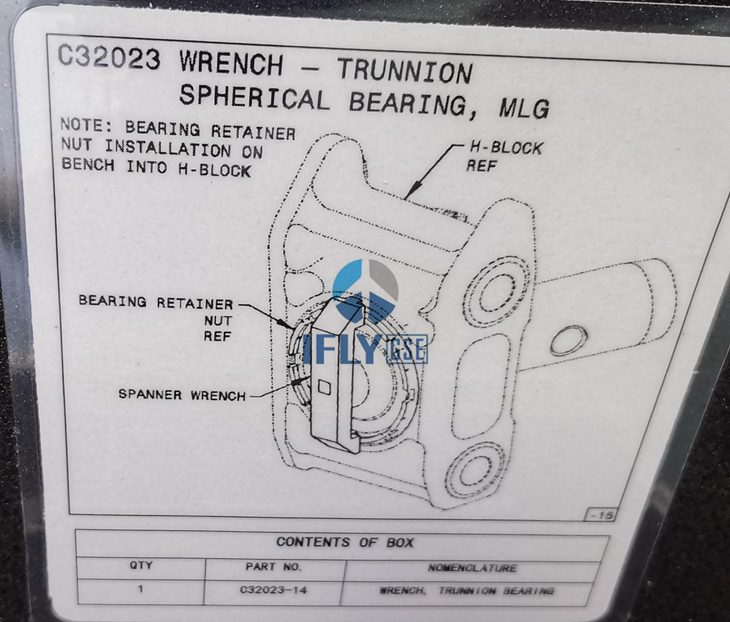 C32023 WRENCH – TRUNNION
SPHERICAL BEARING, MLG
NOTE: BEARING RETAINER
NUT INSTALLATION ON
BENCH INTO H-BLOCK
H-BLOCK
REF
BEARING RETAINER
NUT
REF
IFLY GSE
SPANNER WRENCH
-15
CONTENTS OF BOX
QTY PART NO. NOMENCLATURE
1 C32023-14 WRENCH, TRUNNION BEARING